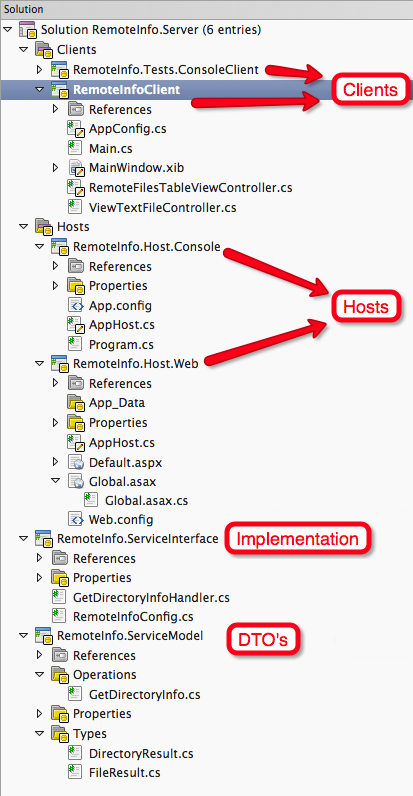 Solution
Solution RemoteInfo.Server (6 entries)
Clients
RemoteInfo.Tests.ConsoleClient
RemoteInfoClient
Clients
References
AppConfig.cs
Main.cs
MainWindow.xib
RemoteFilesTableViewController.cs
ViewTextFileController.cs
Hosts
RemoteInfo.Host.Console
References
Properties
App.config
Hosts
AppHost.cs
Program.cs
RemoteInfo.Host.Web
References
App_Data
Properties
AppHost.cs
Default.aspx
Global.asax
Global.asax.cs
Web.config
RemoteInfo.ServiceInterface
Implementation
References
Properties
GetDirectoryInfoHandler.cs
RemoteInfoConfig.cs
RemoteInfo.ServiceModel
DTO's
References
Operations
GetDirectoryInfo.cs
Properties
Types
DirectoryResult.cs
FileResult.cs